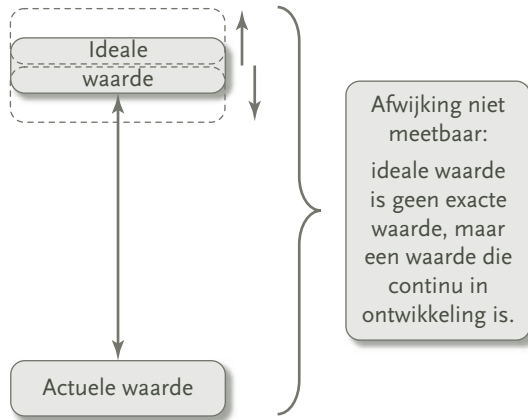 Ideale
waarde
Afwijking niet
meetbaar:
ideale waarde
is geen exacte
waarde, maar
een waarde die
continu in
ontwikkeling is.
Actuele waarde